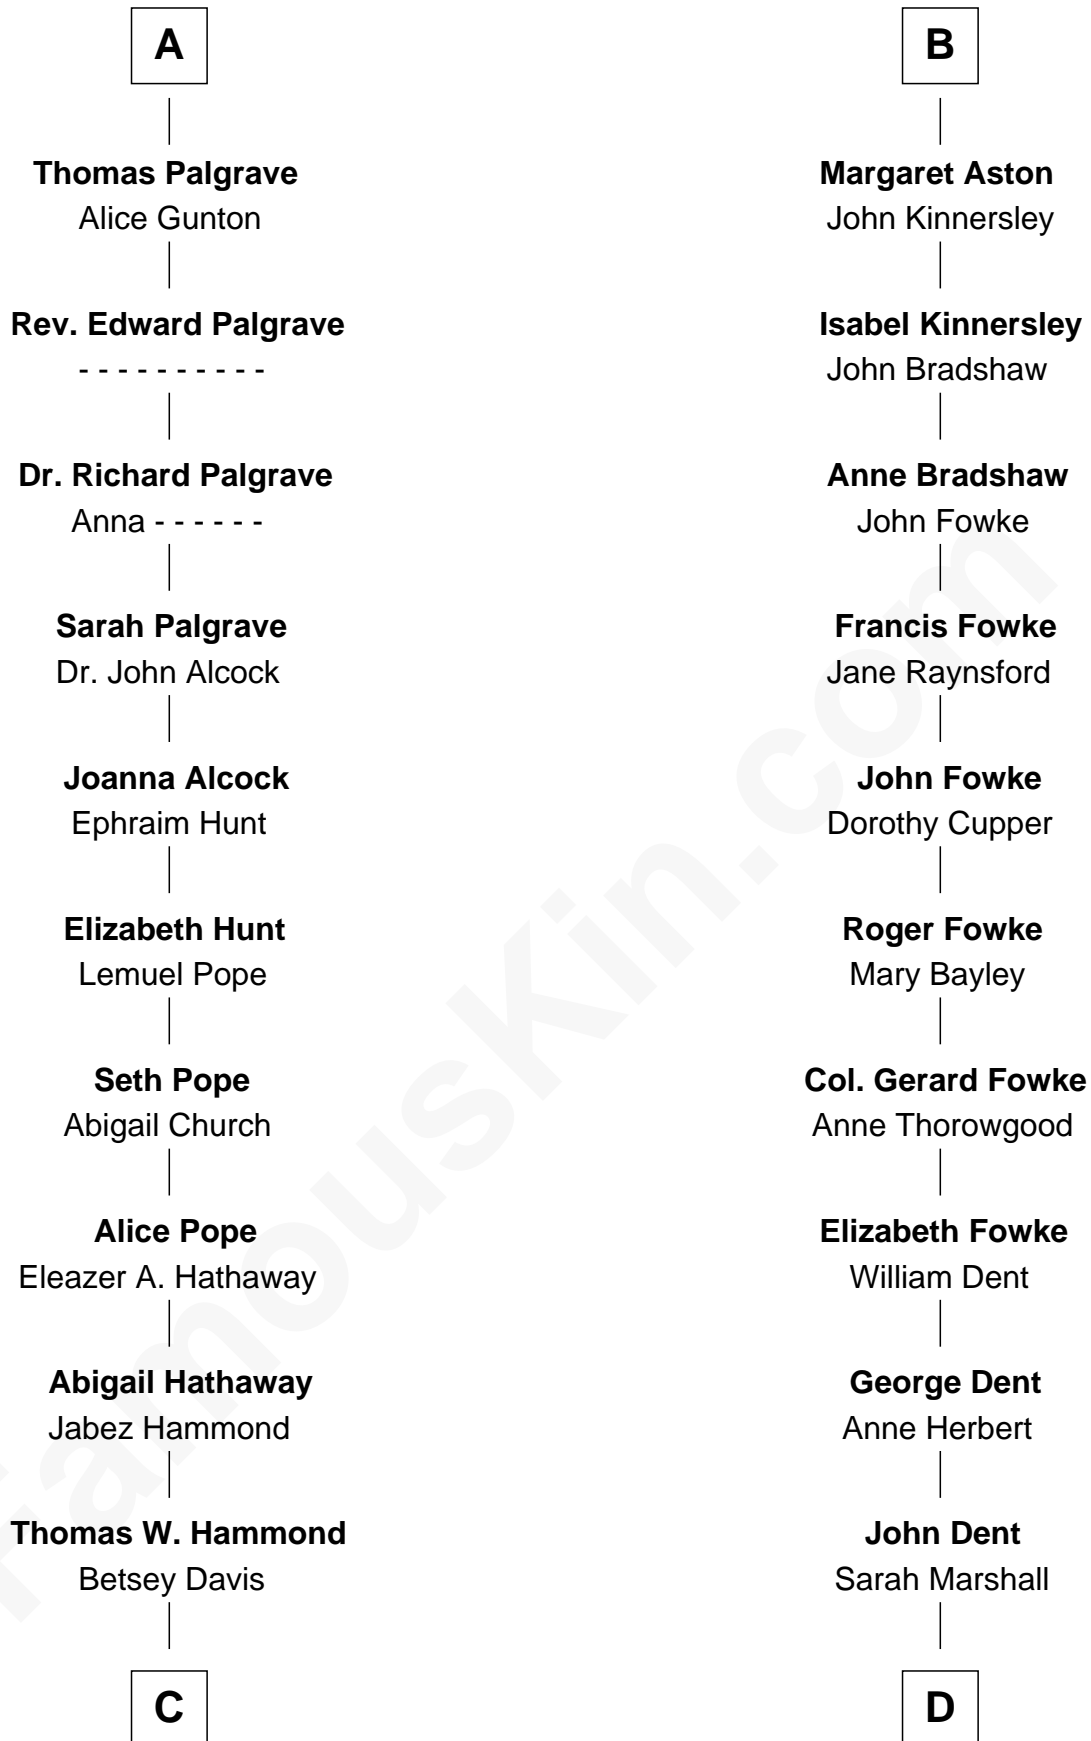 A
Thomas Palgrave
Alice Gunton
Rev. Edward Palgrave
- - - - - - - - - -
Dr. Richard Palgrave
Anna - - - - - -
Sarah Palgrave
Dr. John Alcock
Joanna Alcock
Ephraim Hunt
Elizabeth Hunt
Lemuel Pope
Seth Pope
Abigail Church
Alice Pope
Eleazer A. Hathaway
Abigail Hathaway
Jabez Hammond
Thomas W. Hammond
Betsey Davis
C
B
Margaret Aston
John Kinnersley
Isabel Kinnersley
John Bradshaw
Anne Bradshaw
John Fowke
Francis Fowke
Jane Raynsford
John Fowke
Dorothy Cupper
Roger Fowke
Mary Bayley
Col. Gerard Fowke
Anne Thorowgood
Elizabeth Fowke
William Dent
George Dent
Anne Herbert
John Dent
Sarah Marshall
D
FamousKin.com